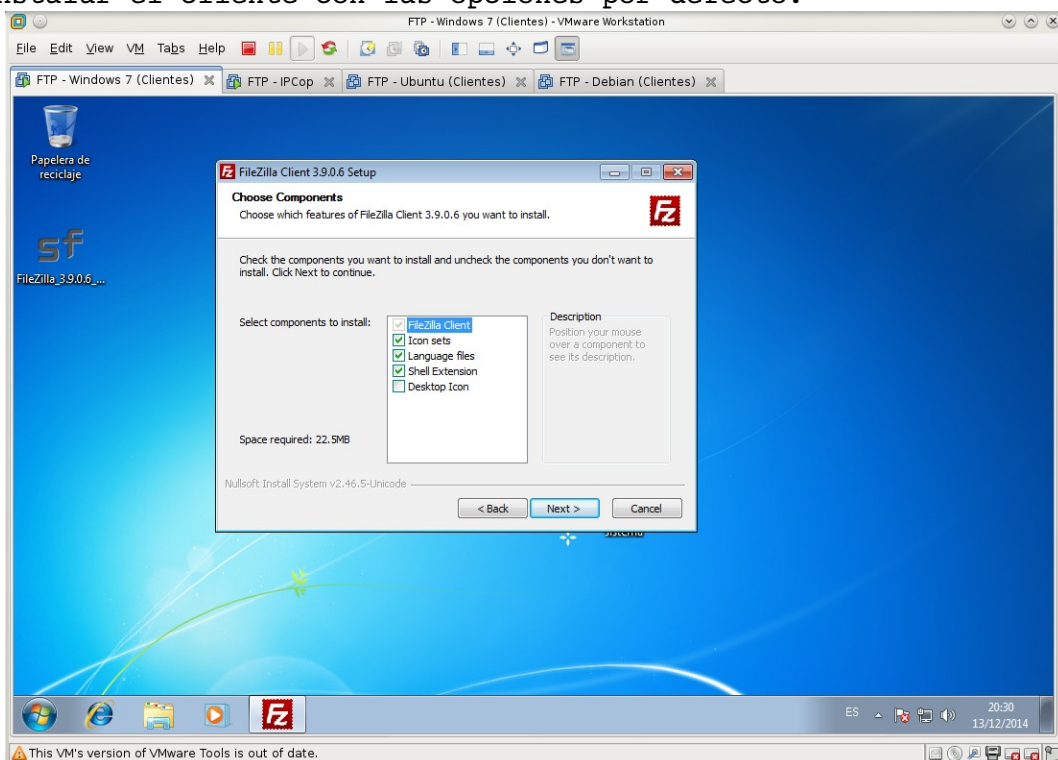 nstalar el cliente con las opciones por defecto.
FTP - Windows 7 (Clientes) - VMware Workstation
File Edit View VM Tabs Help
FTP - Windows 7 (Clientes) FTP - IPCop FTP - Ubuntu (Clientes) FTP - Debian (Clientes)
Papelera de
reciclaje
sf
FileZilla_3.9.0.6_...
FileZilla Client 3.9.0.6 Setup
Choose Components
Choose which features of FileZilla Client 3.9.0.6 you want to install.
Fz
Check the components you want to install and uncheck the components you don't want to
install. Click Next to continue.
Select components to install:
FileZilla Client
Icon sets
Language files
Shell Extension
Desktop Icon
Description
Position your mouse
over a component to
see its description.
Space required: 22.5MB
Nullsoft Install System v2.46.5-Unicode
< Back Next > Cancel
sistema
Fz
ES
20:30
13/12/2014
This VM's version of VMware Tools is out of date.